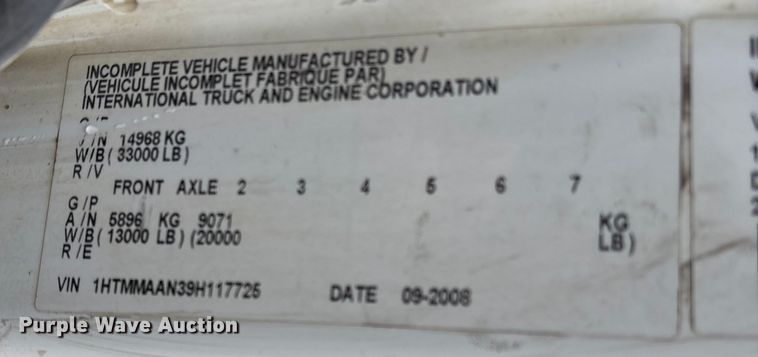 INCOMPLETE VEHICLE MANUFACTURED BY /
(VEHICULE INCOMPLET FABRIQUE PAR)
INTERNATIONAL TRUCK AND ENGINE CORPORATION
G/P
V/N 14968 KG
W/B ( 33000 LB )
R/V
FRONT AXLE 2 3 4 5 6 7
G/P
A/N 5896 KG 9071 KG
W/B ( 13000 LB ) (20000 LB )
R/E
VIN 1HTMMAAN39H117725 DATE 09-2008
Purple Wave Auction